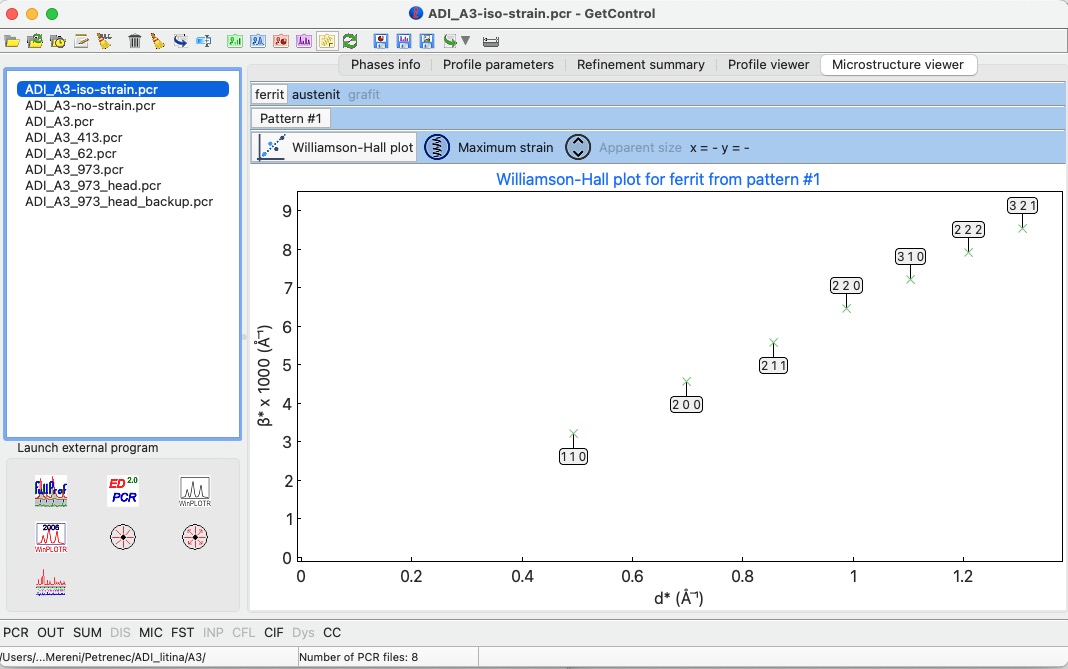 ADI_A3-iso-strain.pcr - GetControl
NULL
Phases info Profile parameters Refinement summary Profile viewer Microstructure viewer
ADI_A3-iso-strain.pcr
ADI_A3-no-strain.pcr
ADI_A3.pcr
ADI_A3_413.pcr
ADI_A3_62.pcr
ADI_A3_973.pcr
ADI_A3_973_head.pcr
ADI_A3_973_head_backup.pcr
Launch external program
FullProf
ED 2.0
PCR
WinPLOTR
2006
WinPLOTR
ferrit austenit grafit
Pattern #1
Williamson-Hall plot Maximum strain Apparent size x = - y = -
Williamson-Hall plot for ferrit from pattern #1
β* x 1000 (Å⁻¹)
9
8
7
6
5
4
3
2
1
0
1 1 0
2 0 0
2 1 1
2 2 0
3 1 0
2 2 2
3 2 1
0 0.2 0.4 0.6 0.8 1 1.2
d* (Å⁻¹)
PCR OUT SUM DIS MIC FST INP CFL CIF Dys CC
/Users/...Mereni/Petrenec/ADI_litina/A3/ Number of PCR files: 8